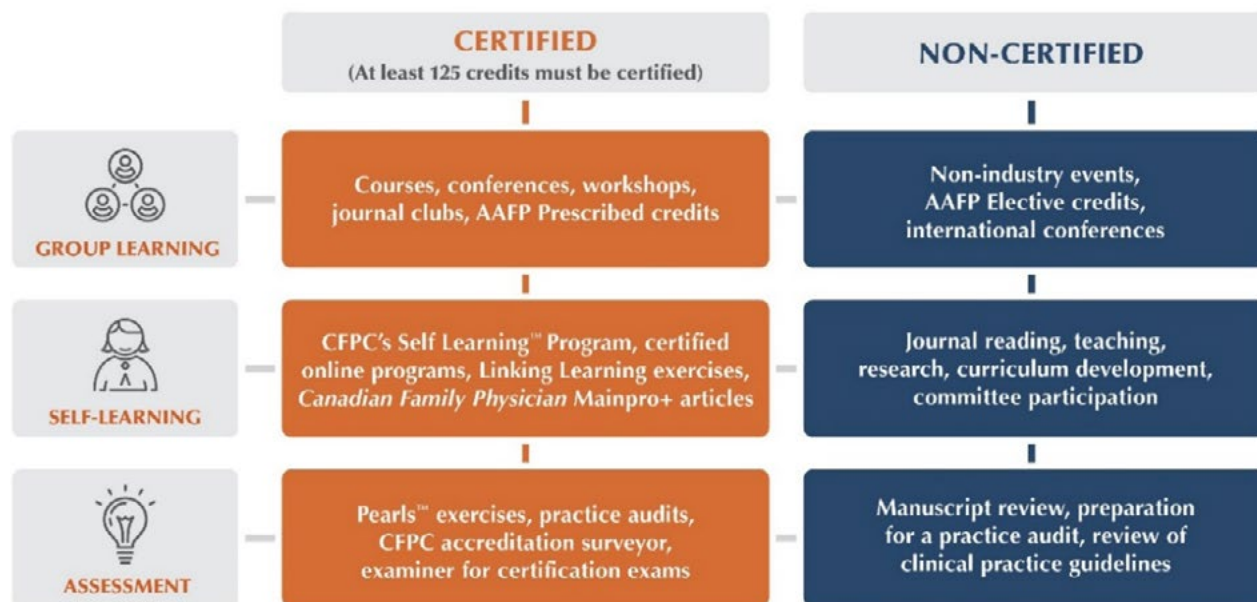 CERTIFIED
(At least 125 credits must be certified)
NON-CERTIFIED
GROUP LEARNING
Courses, conferences, workshops,
journal clubs, AAFP Prescribed credits
Non-industry events,
AAFP Elective credits,
international conferences
SELF-LEARNING
CFPC's Self Learning™ Program, certified
online programs, Linking Learning exercises,
Canadian Family Physician Mainpro+ articles
Journal reading, teaching,
research, curriculum development,
committee participation
ASSESSMENT
Pearls™ exercises, practice audits,
CFPC accreditation surveyor,
examiner for certification exams
Manuscript review, preparation
for a practice audit, review of
clinical practice guidelines